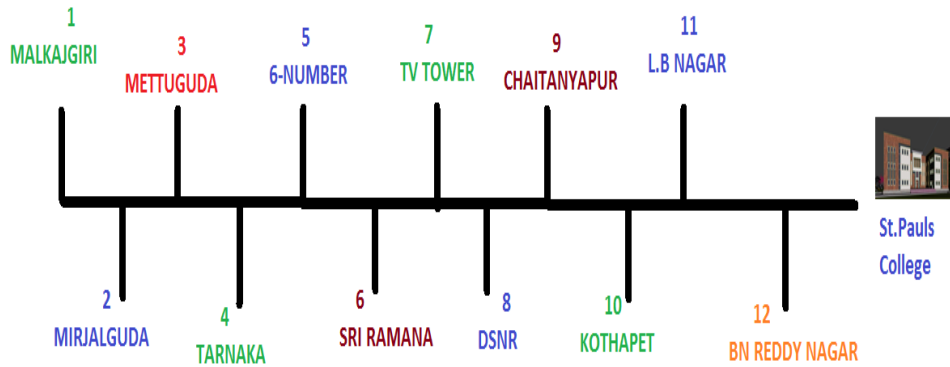 1
MALKAJGIRI
2
MIRJALGUDA
3
METTUGUDA
4
TARNAKA
5
6-NUMBER
6
SRI RAMANA
7
TV TOWER
8
DSNR
9
CHAITANYAPUR
10
KOTHAPET
11
L.B NAGAR
12
BN REDDY NAGAR
St.Pauls
College